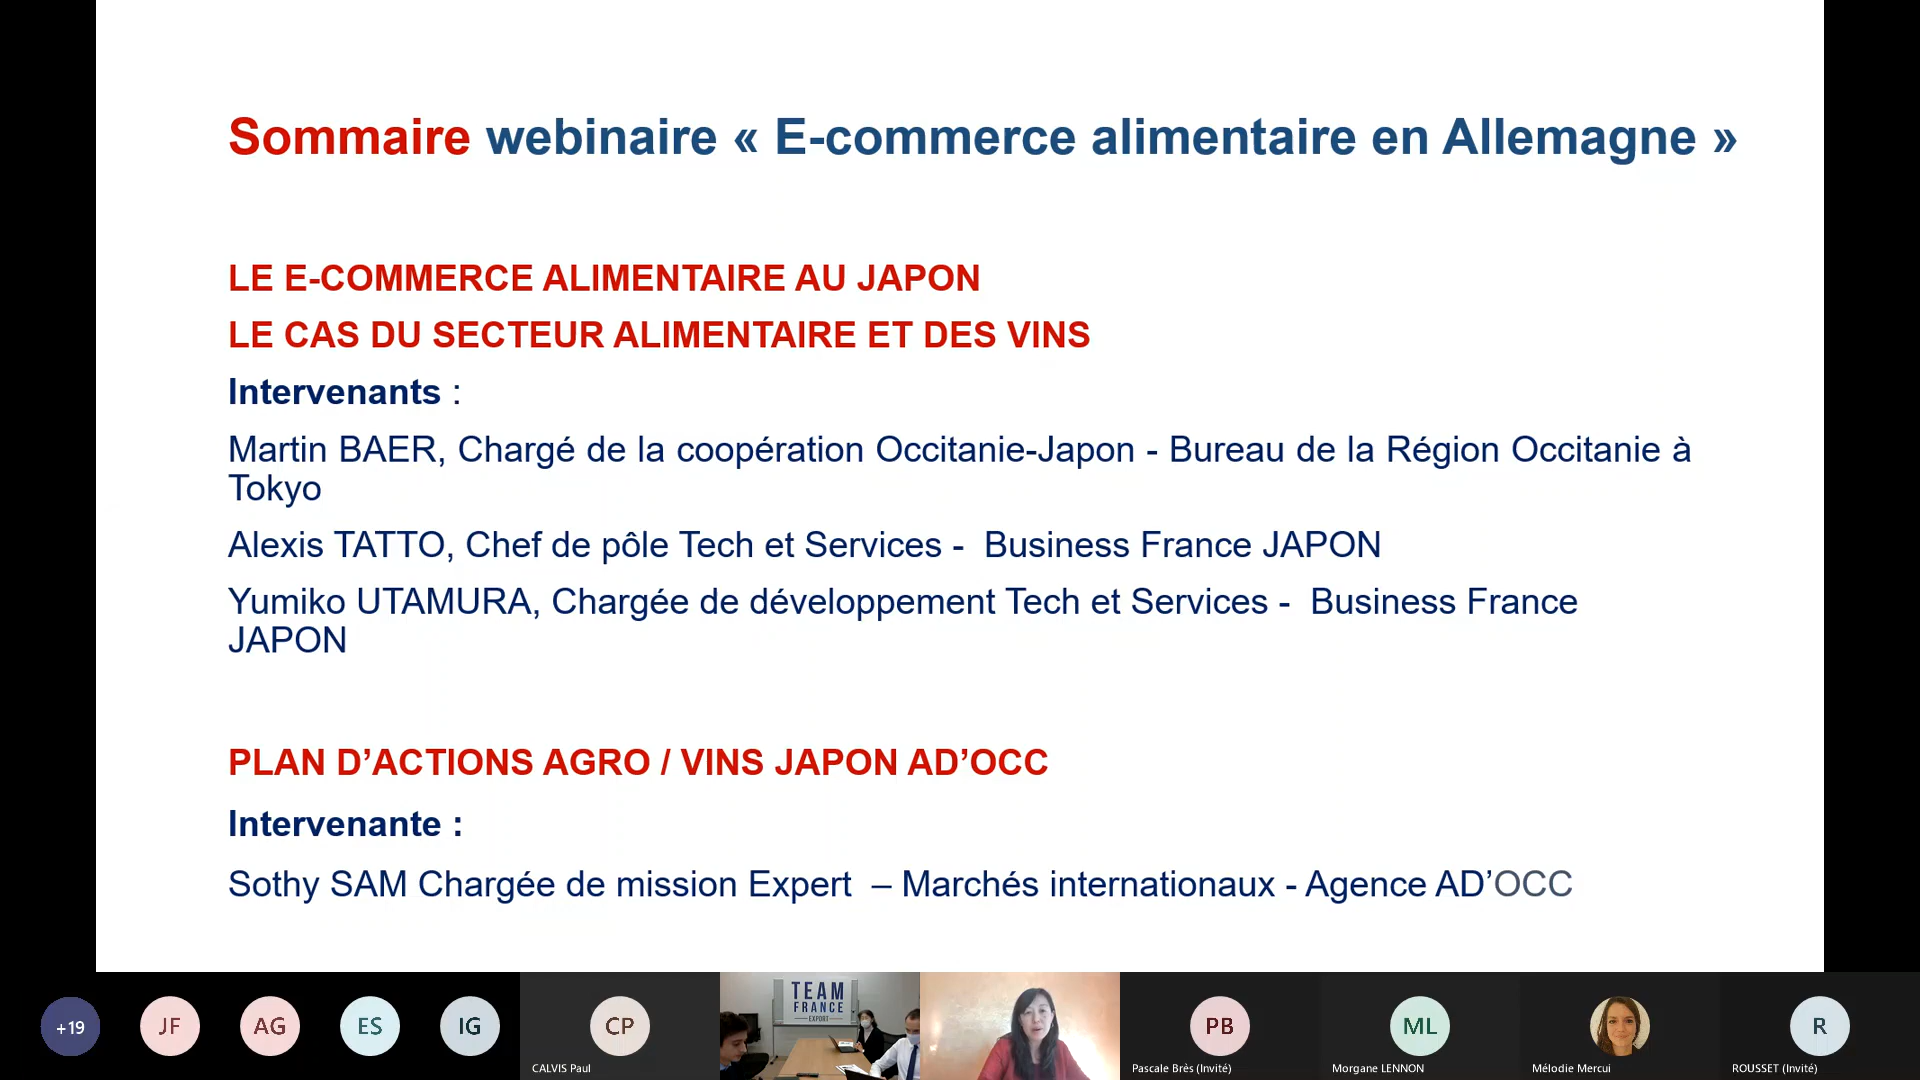 Sommaire webinaire « E-commerce alimentaire en Allemagne »
LE E-COMMERCE ALIMENTAIRE AU JAPON
LE CAS DU SECTEUR ALIMENTAIRE ET DES VINS
Intervenants :
Martin BAER, Chargé de la coopération Occitanie-Japon - Bureau de la Région Occitanie à
Tokyo
Alexis TATTO, Chef de pôle Tech et Services - Business France JAPON
Yumiko UTAMURA, Chargée de développement Tech et Services - Business France
JAPON
PLAN D’ACTIONS AGRO / VINS JAPON AD’OCC
Intervenante :
Sothy SAM Chargée de mission Expert – Marchés internationaux - Agence AD’OCC
+19
JF
AG
ES
IG
CP
CALVIS Paul
TEAM
FRANCE
EXPORT
PB
Pascale Brès (Invité)
ML
Morgane LENNON
Mélodie Mercui
R
ROUSSET (Invité)